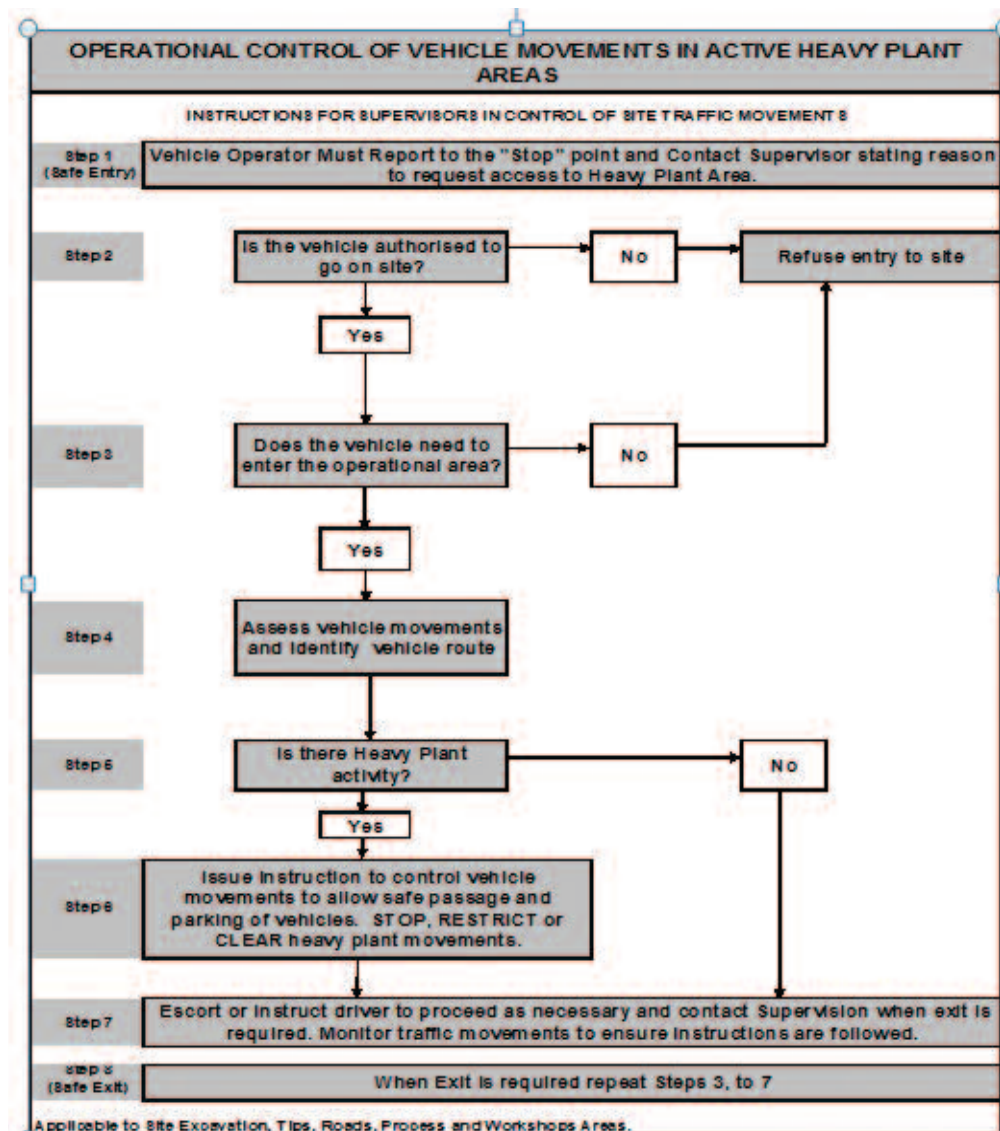 OPERATIONAL CONTROL OF VEHICLE MOVEMENTS IN ACTIVE HEAVY PLANT
AREAS
INSTRUCTIONS FOR SUPERVISORS IN CONTROL OF SITE TRAFFIC MOVEMENTS
Step 1
(Safe Entry)
Vehicle Operator Must Report to the "Stop" point and Contact Supervisor stating reason
to request access to Heavy Plant Area.
Step 2
Is the vehicle authorised to
go on site?
No
Refuse entry to site
Yes
Step 3
Does the vehicle need to
enter the operational area?
No
Yes
Step 4
Assess vehicle movements
and identify vehicle route
Step 5
Is there Heavy Plant
activity?
No
Yes
Step 6
Issue instruction to control vehicle
movements to allow safe passage and
parking of vehicles. STOP, RESTRICT or
CLEAR heavy plant movements.
Step 7
Escort or instruct driver to proceed as necessary and contact Supervision when exit is
required. Monitor traffic movements to ensure instructions are followed.
Step 8
(Safe Exit)
When Exit is required repeat Steps 3, to 7
Applicable to Site Excavation, Tips, Roads, Process and Workshops Areas.